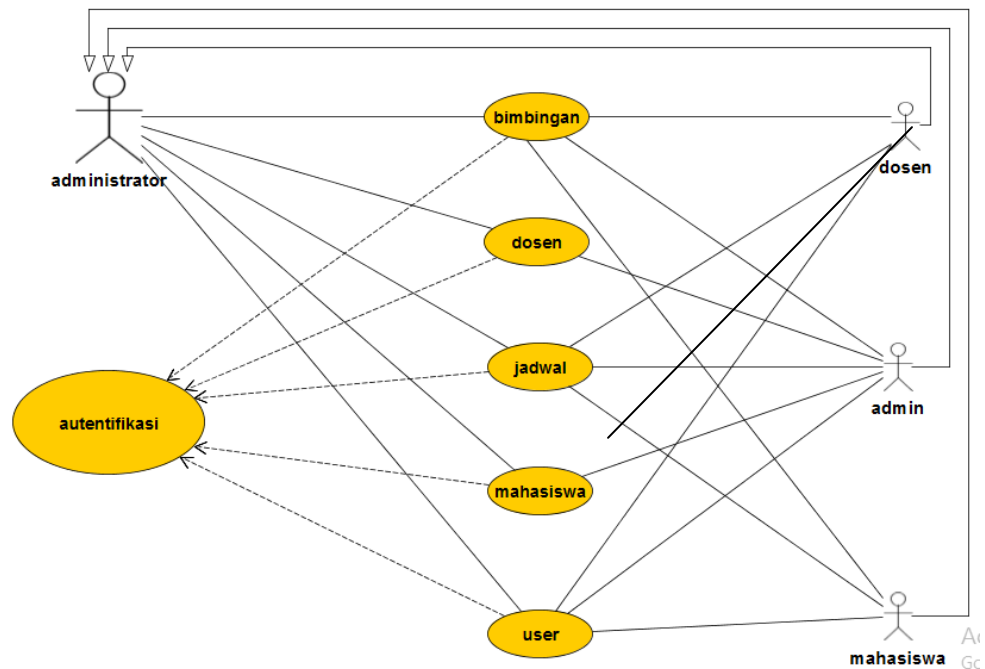 administrator
bimbingan
dosen
dosen
jadwal
admin
autentifikasi
mahasiswa
user
mahasiswa